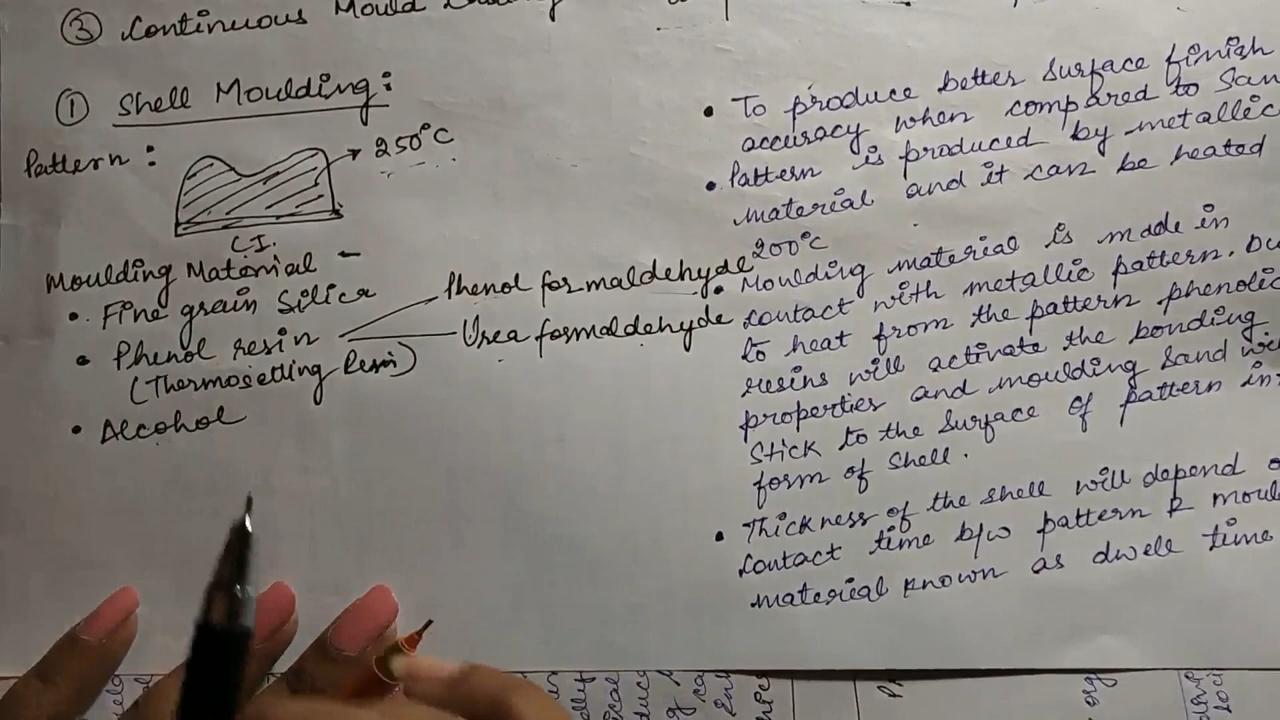 ③ Continuous Mould
① Shell Moulding:
Pattern:
250°C
C.I.
Moulding Material -
• Fine grain Silica
• Phenol resin
(Thermosetting Resin)
• Alcohol
Phenol formaldehyde
Urea formaldehyde
• To produce better surface finish
accuracy when compared to San
• Pattern is produced by metallic
material and it can be heated
200°C
• Moulding material is made in
contact with metallic pattern. Du
to heat from the pattern phenolic
resins will activate the bonding
properties and moulding sand wi
stick to the surface of pattern in
form of shell.
• Thickness of the shell will depend o
contact time b/w pattern & moul
material known as dwell time